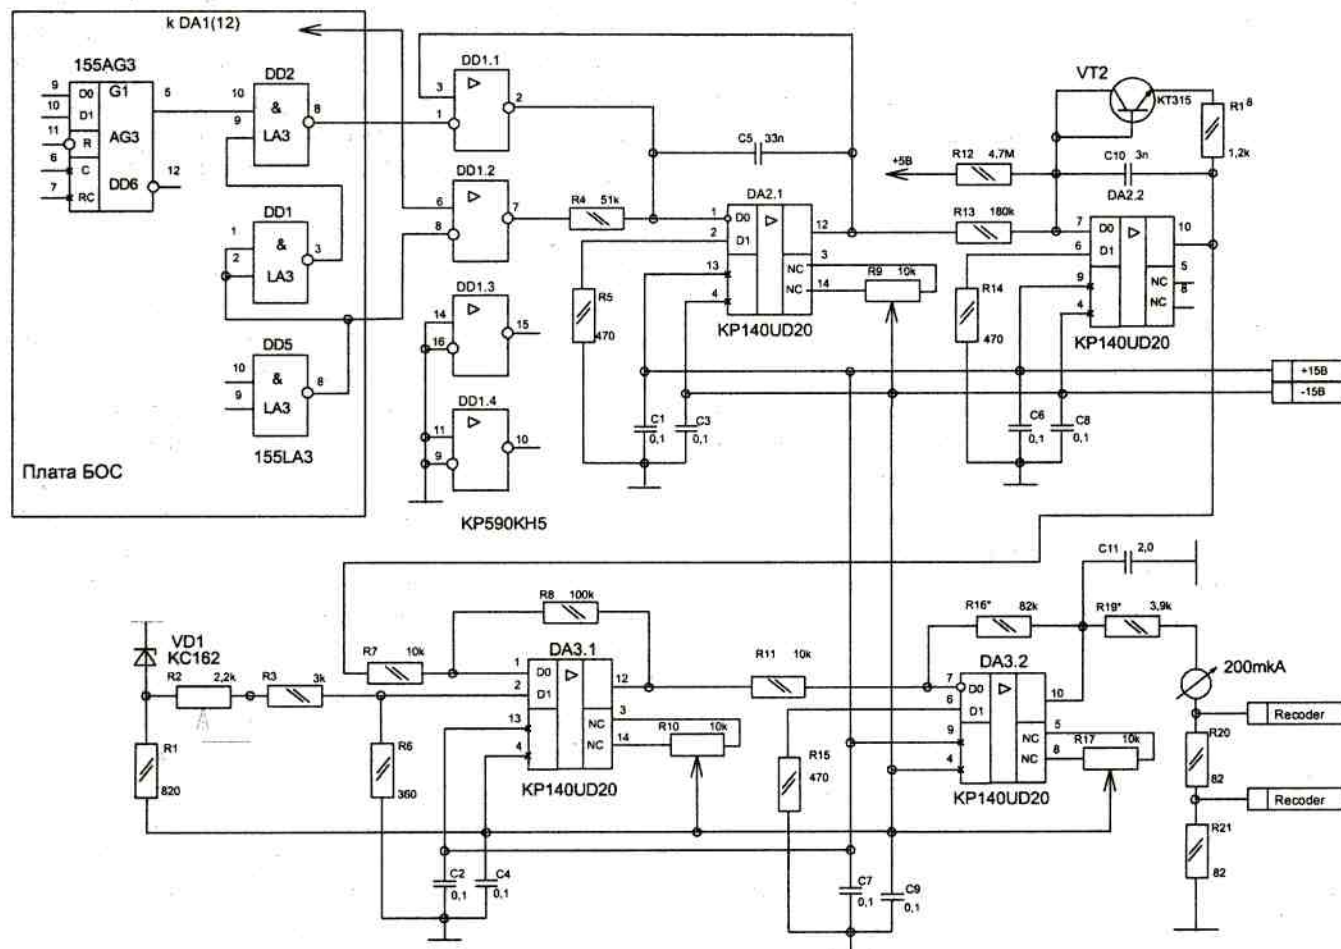 k DA1(12)
155AG3
9 D0 G1 5
10 D1
11 R AG3
6 C
7 RC DD6 12
DD2
10 & 8
9 LA3
DD1
1 & 3
2 LA3
DD5
10 & 8
9 LA3
155LA3
Плата БОС
DD1.1
3 2
1
DD1.2
6 7
8
DD1.3
14 15
16
DD1.4
11 10
9
KP590KH5
R4 51k
C5 33n
R5
470
DA2.1
1 D0 12
2 D1
13 NC 3
4 NC 14
KP140UD20
R9 10k
VT2
KT315
R18
1,2k
+5B
R12 4,7M
C10 3n
DA2.2
R13 180k
7 D0 10
6 D1
9 NC 5
4 NC 8
KP140UD20
R14
470
+15B
-15B
C1
0,1
C3
0,1
C6
0,1
C8
0,1
VD1
KC162
R2 2,2k
R3 3k
R1
820
R6
360
R7 10k
R8 100k
DA3.1
1 D0 12
2 D1
13 NC 3
4 NC 14
KP140UD20
R10 10k
R11 10k
R15
470
R16* 82k
C11 2,0
R19* 3,9k
DA3.2
7 D0 10
6 D1
9 NC 5
4 NC 8
KP140UD20
R17 10k
200mkA
Recoder
R20
82
Recoder
R21
82
C2
0,1
C4
0,1
C7
0,1
C9
0,1